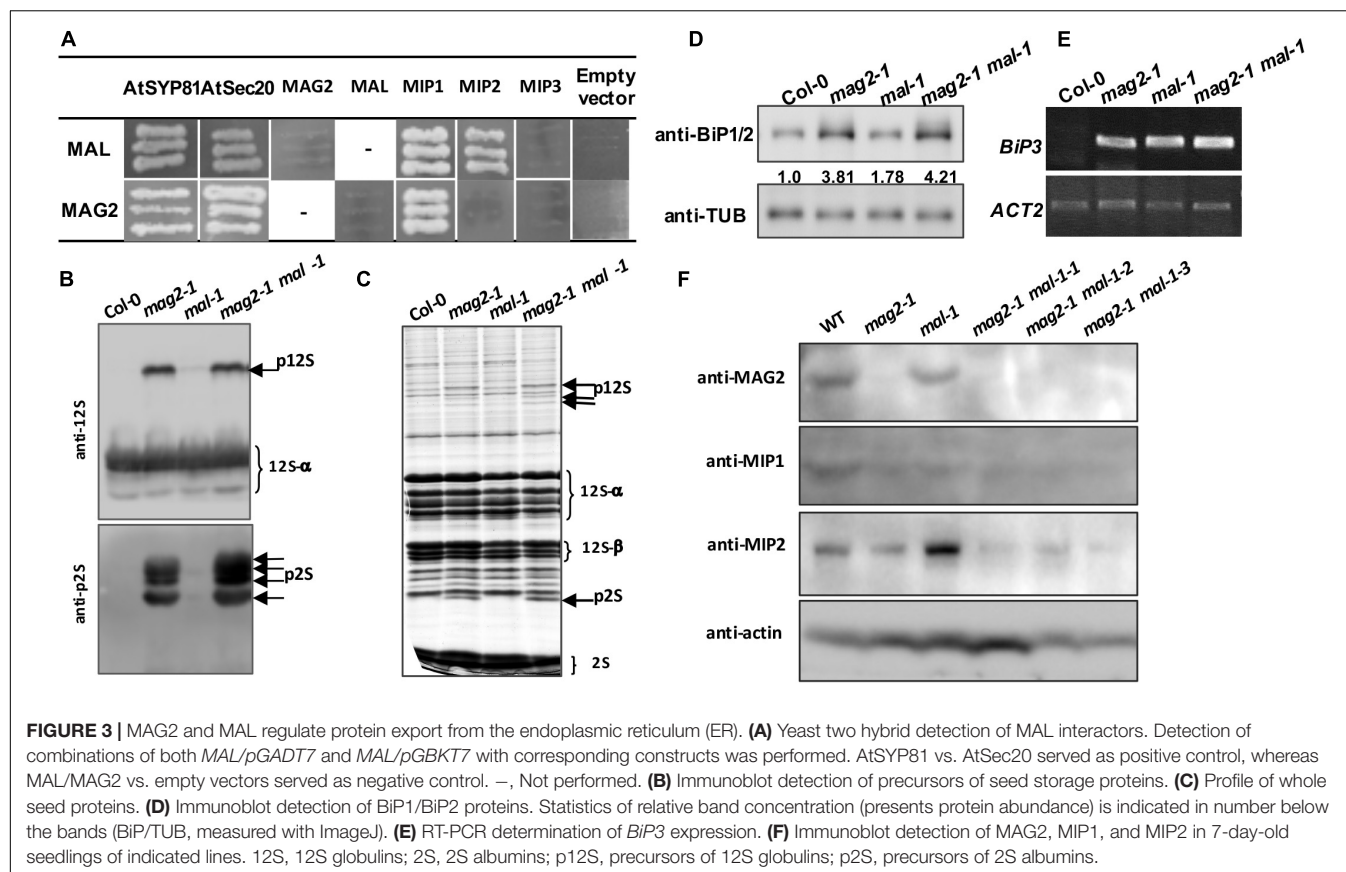 A
AtSYP81 AtSec20 MAG2 MAL MIP1 MIP2 MIP3 Empty vector
MAL -
MAG2 -
B
Col-0 mag2-1 mal-1 mag2-1 mal -1
anti-12S
p12S
12S-α
anti-p2S
p2S
C
Col-0 mag2-1 mal-1 mag2-1 mal -1
p12S
12S-α
12S-β
p2S
2S
D
Col-0 mag2-1 mal-1 mag2-1 mal-1
anti-BiP1/2
1.0 3.81 1.78 4.21
anti-TUB
E
Col-0 mag2-1 mal-1 mag2-1 mal-1
BiP3
ACT2
F
WT mag2-1 mal-1 mag2-1 mal-1-1 mag2-1 mal-1-2 mag2-1 mal-1-3
anti-MAG2
anti-MIP1
anti-MIP2
anti-actin
FIGURE 3 | MAG2 and MAL regulate protein export from the endoplasmic reticulum (ER). (A) Yeast two hybrid detection of MAL interactors. Detection of
combinations of both MAL/pGADT7 and MAL/pGBKT7 with corresponding constructs was performed. AtSYP81 vs. AtSec20 served as positive control, whereas
MAL/MAG2 vs. empty vectors served as negative control. –, Not performed. (B) Immunoblot detection of precursors of seed storage proteins. (C) Profile of whole
seed proteins. (D) Immunoblot detection of BiP1/BiP2 proteins. Statistics of relative band concentration (presents protein abundance) is indicated in number below
the bands (BiP/TUB, measured with ImageJ). (E) RT-PCR determination of BiP3 expression. (F) Immunoblot detection of MAG2, MIP1, and MIP2 in 7-day-old
seedlings of indicated lines. 12S, 12S globulins; 2S, 2S albumins; p12S, precursors of 12S globulins; p2S, precursors of 2S albumins.